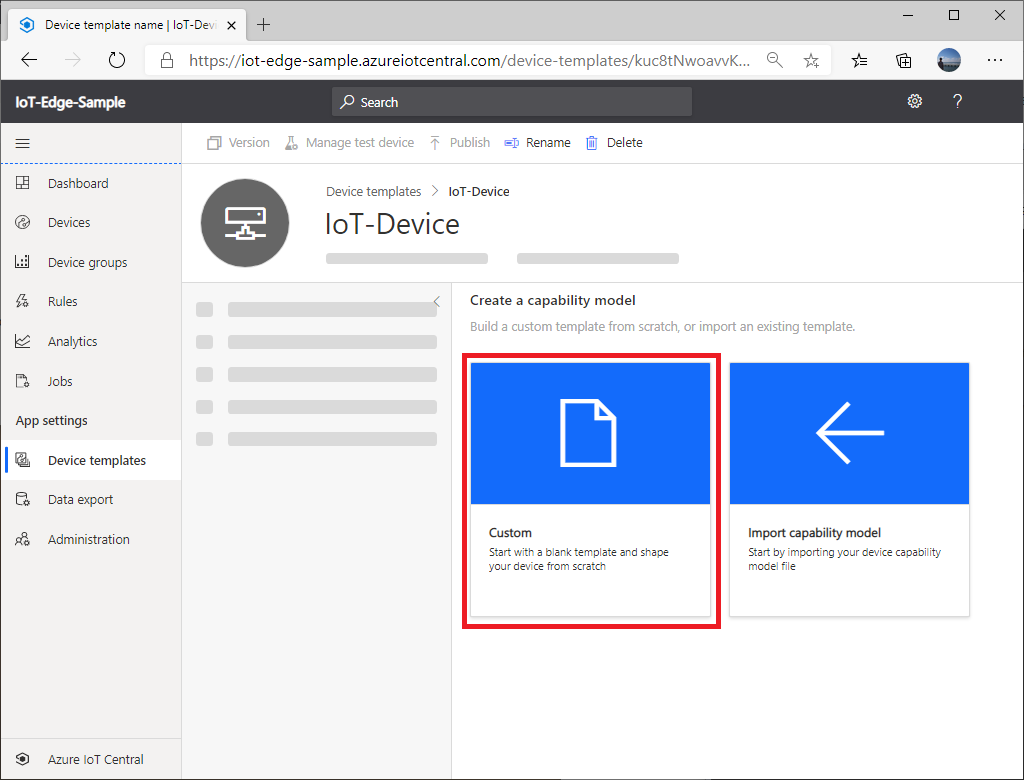 Device template name | IoT-Devi
https://iot-edge-sample.azureiotcentral.com/device-templates/kuc8tNwoavvK...
IoT-Edge-Sample
Search
?
Version
Manage test device
Publish
Rename
Delete
Dashboard
Devices
Device groups
Rules
Analytics
Jobs
App settings
Device templates
Data export
Administration
Azure IoT Central
Device templates > IoT-Device
IoT-Device
Create a capability model
Build a custom template from scratch, or import an existing template.
Custom
Start with a blank template and shape
your device from scratch
Import capability model
Start by importing your device capability
model file